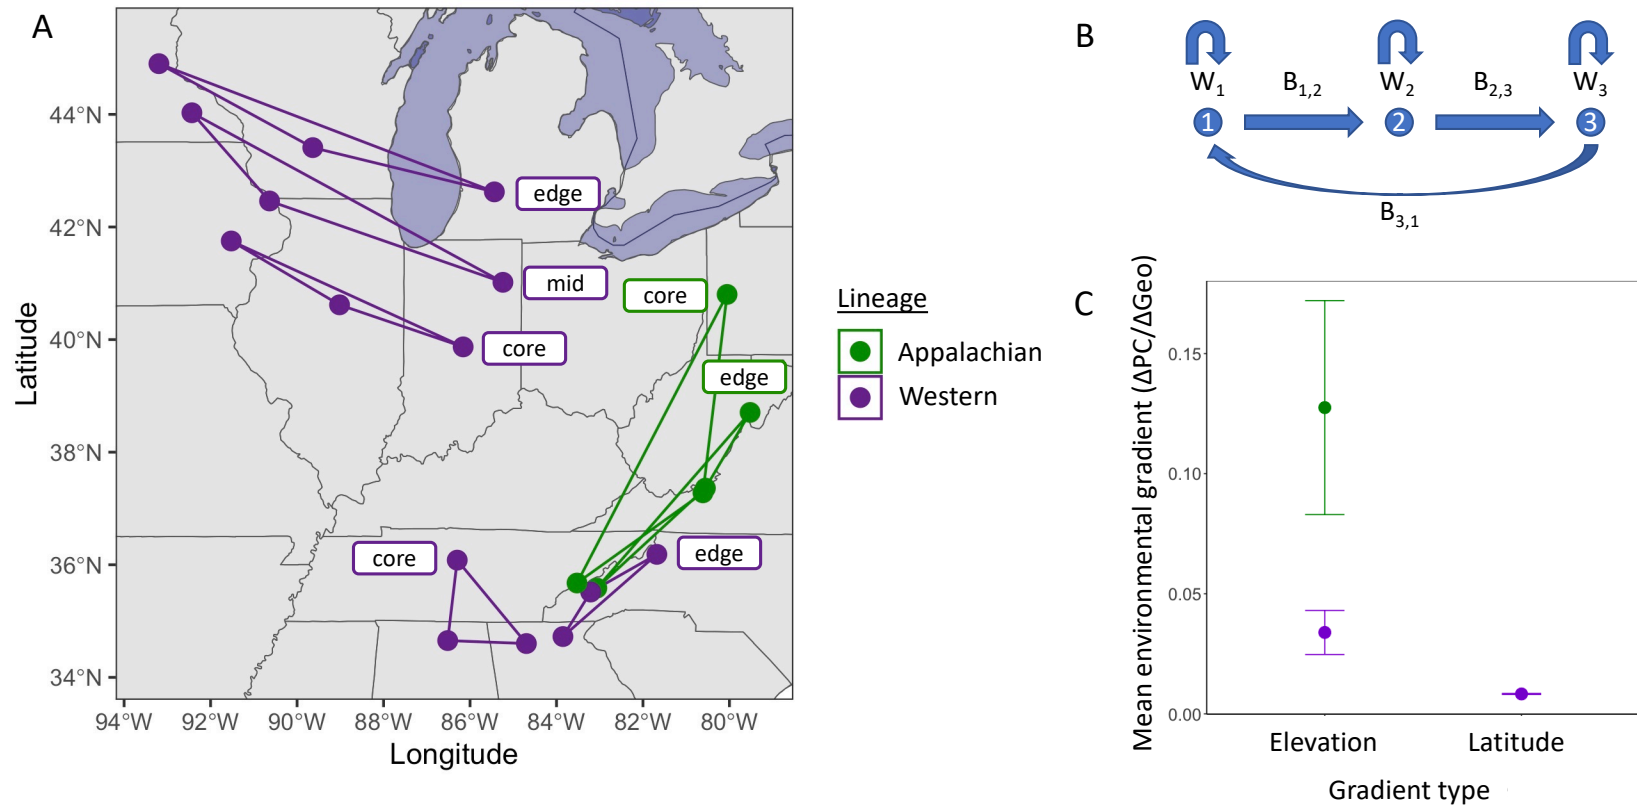 A
44°N
42°N
40°N
38°N
36°N
34°N
Latitude
94°W 92°W 90°W 88°W 86°W 84°W 82°W 80°W
Longitude
edge
mid
core
core
edge
core
edge
Lineage
Appalachian
Western
B
W1 B1,2 W2 B2,3 W3
1 2 3
B3,1
C
Mean environmental gradient (ΔPC/ΔGeo)
0.15
0.10
0.05
0.00
Elevation Latitude
Gradient type